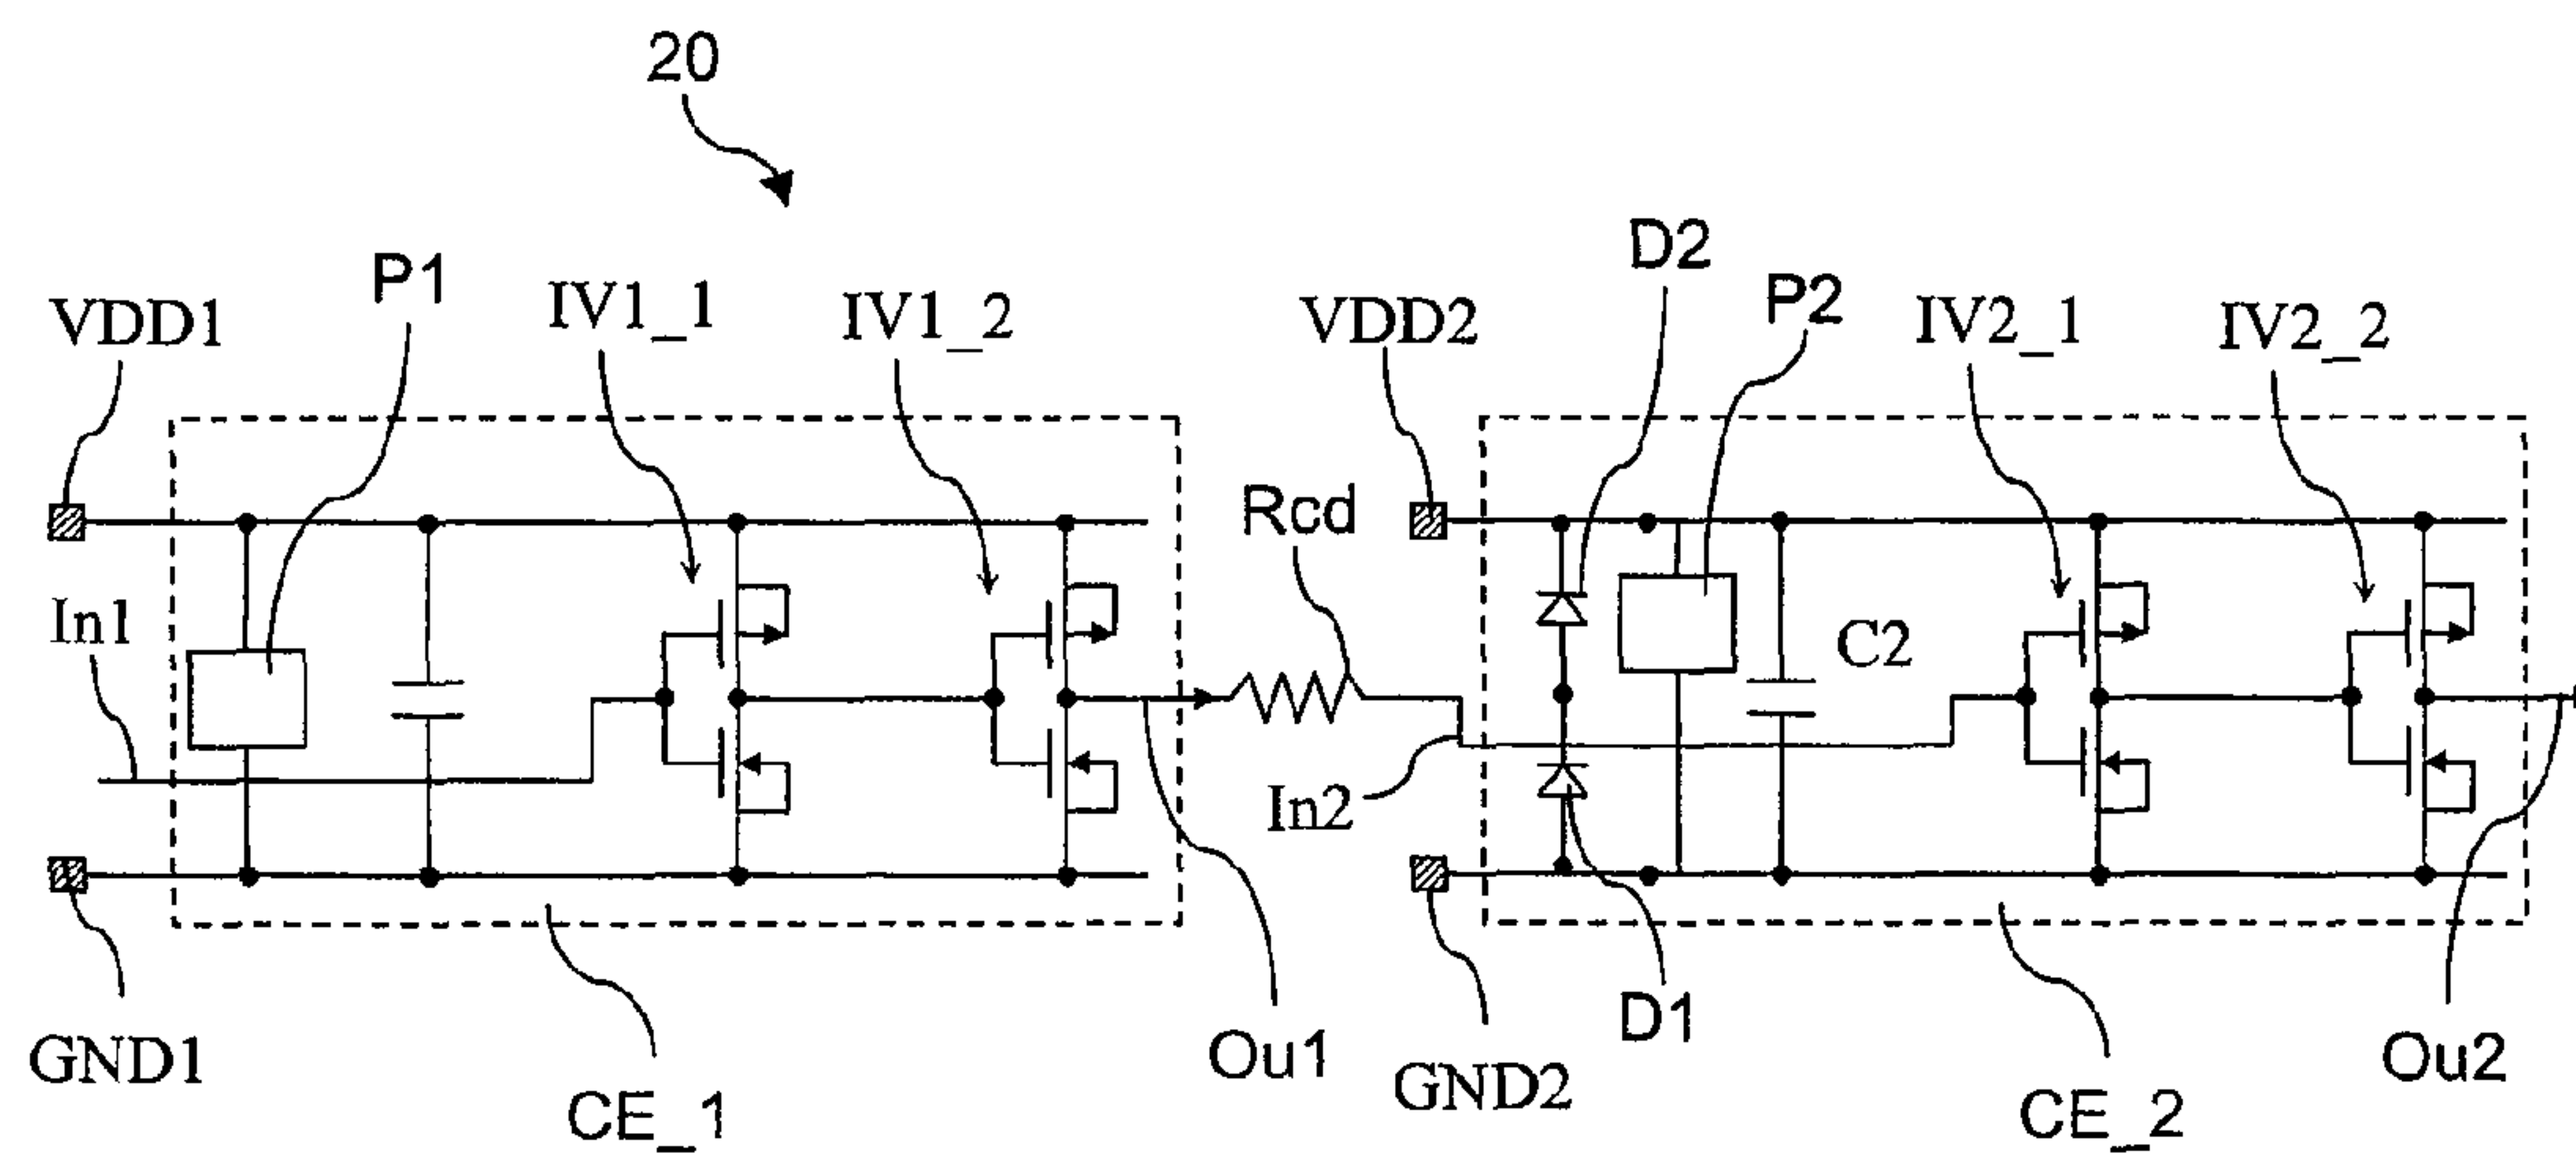 20
P1
IV1_1
IV1_2
VDD1
D2
P2
VDD2
IV2_1
IV2_2
Rcd
In1
C2
In2
GND1
CE_1
Ou1
D1
GND2
CE_2
Ou2